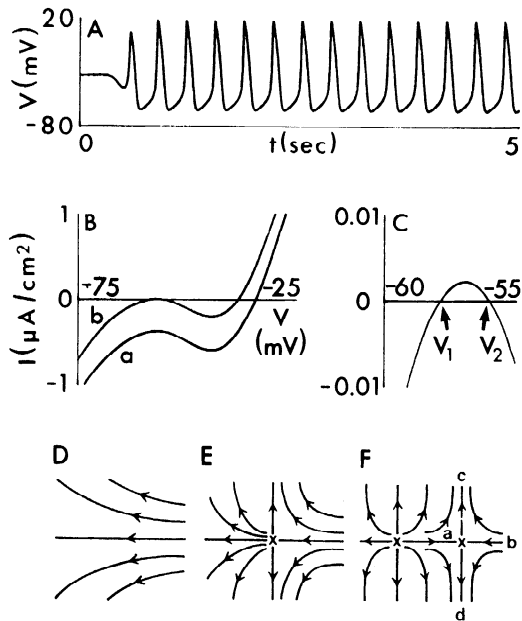 20
A
V(mV)
-80
0
t(sec)
5
1
B
-75
-25
0
b
a
V
(mV)
I(μA/cm²)
-1
0.01
C
-60
-55
0
V₁
V₂
-0.01
D
E
F
x
x
x
a
b
c
d